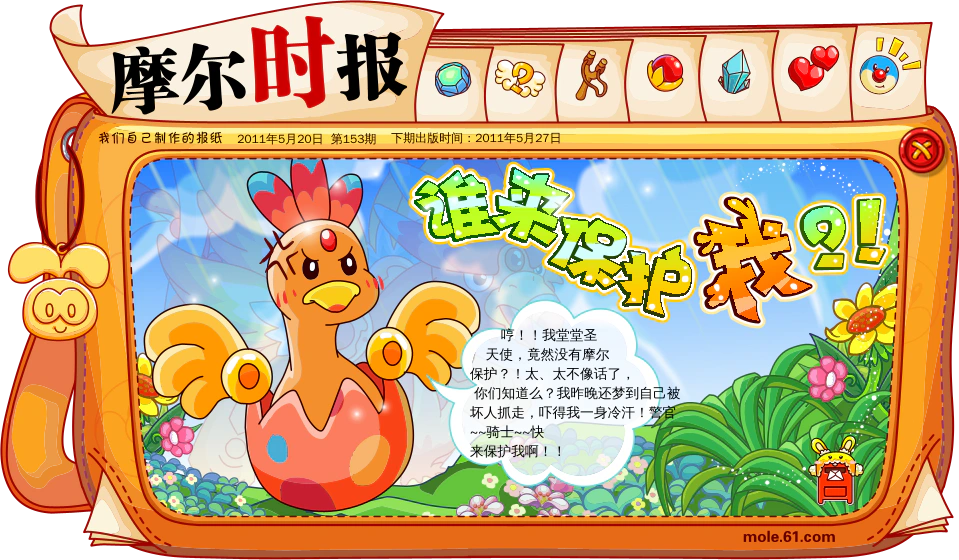 摩尔时报
我们自己制作的报纸 2011年5月20日 第153期 下期出版时间：2011年5月27日
谁来保护我?!
哼！！我堂堂圣
天使，竟然没有摩尔
保护？！太、太不像话了，
你们知道么？我昨晚还梦到自己被
坏人抓走，吓得我一身冷汗！警官
~~骑士~~快
来保护我啊！！
mole.61.com